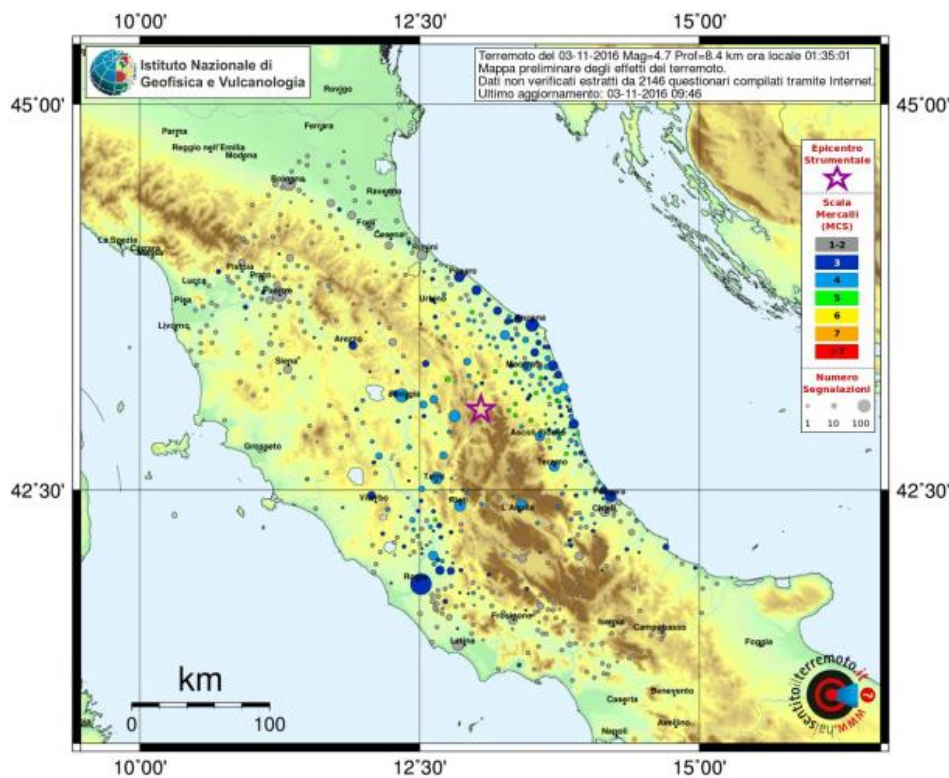 10°00'
12°30'
15°00'
Istituto Nazionale di
Geofisica e Vulcanologia
Terremoto del 03-11-2016 Mag=4.7 Prof=8.4 km ora locale 01:35:01
Mappa preliminare degli effetti del terremoto.
Dati non verificati estratti da 2146 questionari compilati tramite Internet.
Ultimo aggiornamento: 03-11-2016 09:46
Rovigo
45°00'
45°00'
Parma
Ferrara
Reggio nell'Emilia
Modena
Epicentro
Strumentale
Bologna
Ravenna
Scala
Mercalli
(MCS)
Forlì
Cesena
La Spezia
Carrara
Massa
Rimini
1-2
3
Pistoia
Prato
Pesaro
4
Lucca
Firenze
Urbino
5
Pisa
6
Livorno
Ancona
7
Arezzo
>7
Siena
Macerata
Numero
Segnalazioni
Perugia
1 10 100
Ascoli Piceno
Grosseto
Teramo
Terni
42°30'
42°30'
Viterbo
Pescara
Rieti
L'Aquila
Chieti
Roma
Frosinone
Isernia
Campobasso
Latina
Foggia
km
www.haisentitoilterremoto.it
Benevento
Caserta
0
100
Avellino
Napoli
10°00'
12°30'
15°00'